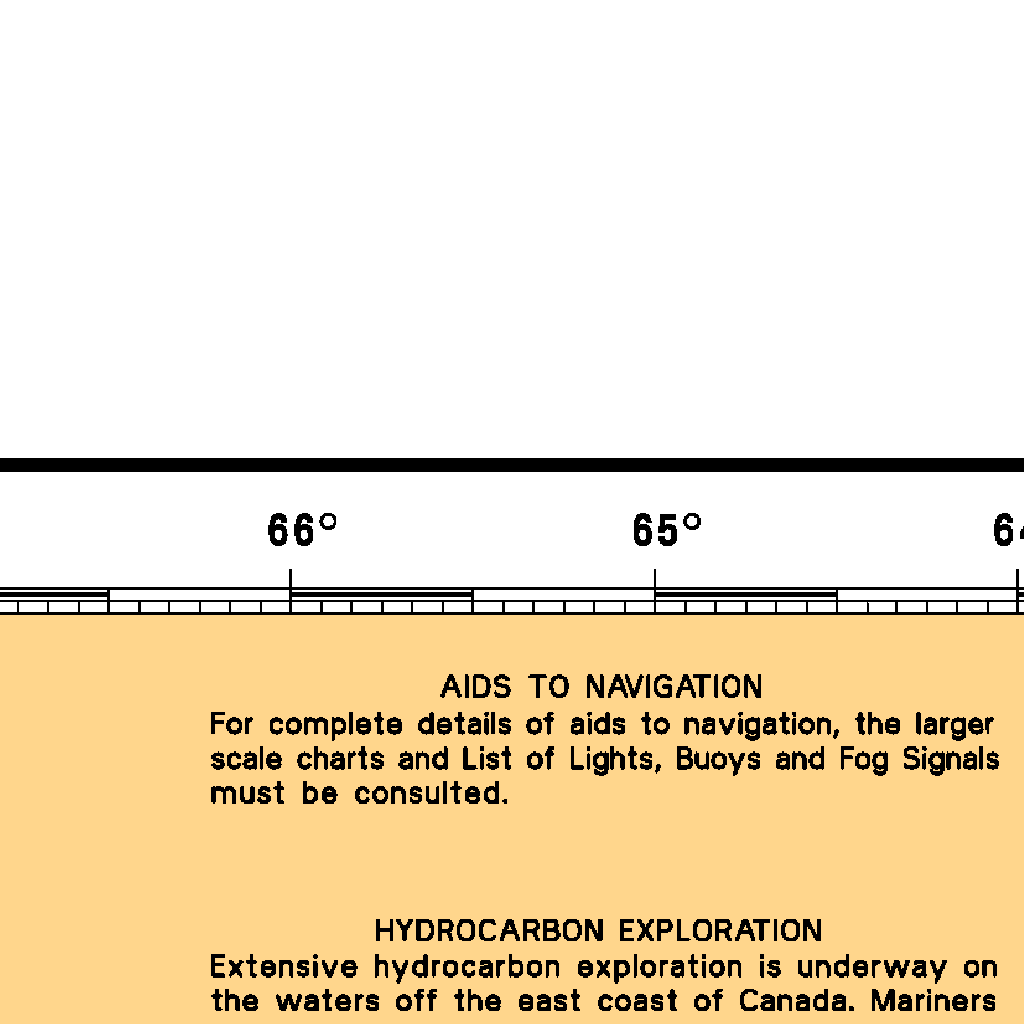 66° 65° 64
AIDS TO NAVIGATION
For complete details of aids to navigation, the larger
scale charts and List of Lights, Buoys and Fog Signals
must be consulted.
HYDROCARBON EXPLORATION
Extensive hydrocarbon exploration is underway on
the waters off the east coast of Canada. Mariners